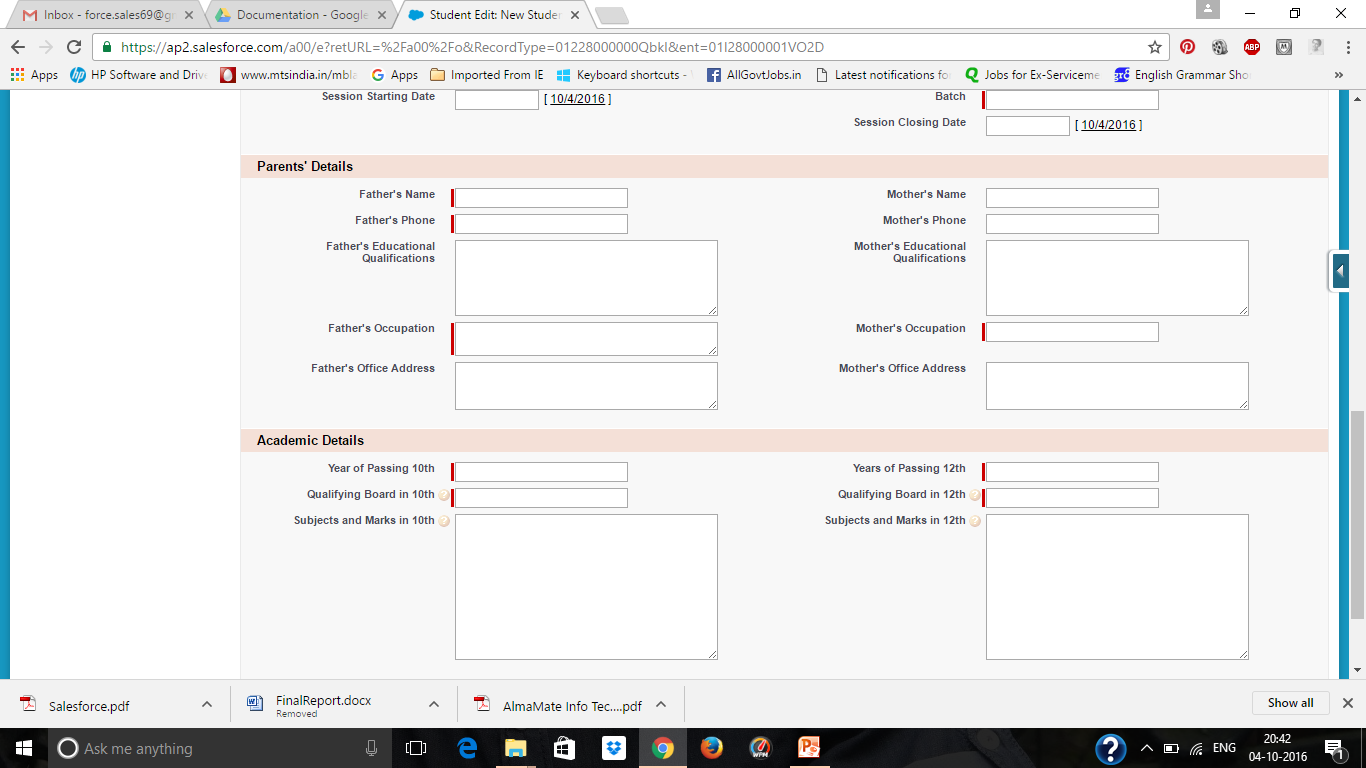 Inbox - force.sales69@g
Documentation - Google
Student Edit: New Studen
https://ap2.salesforce.com/a00/e?retURL=%2Fa00%2Fo&RecordType=01228000000Qbkl&ent=01I28000001VO2D
ABP
Apps
HP Software and Driv
www.mtsindia.in/mbla
Apps
Imported From IE
Keyboard shortcuts -
AllGovtJobs.in
Latest notifications fo
Jobs for Ex-Serviceme
English Grammar Sho
Session Starting Date [ 10/4/2016 ] Batch
Session Closing Date [ 10/4/2016 ]
Parents' Details
Father's Name Mother's Name
Father's Phone Mother's Phone
Father's Educational Qualifications
Mother's Educational Qualifications
Father's Occupation Mother's Occupation
Father's Office Address Mother's Office Address
Academic Details
Year of Passing 10th Years of Passing 12th
Qualifying Board in 10th ? Qualifying Board in 12th ?
Subjects and Marks in 10th ? Subjects and Marks in 12th ?
Salesforce.pdf
FinalReport.docx
Removed
AlmaMate Info Tec....pdf
Show all
Ask me anything
ENG
20:42
04-10-2016
1